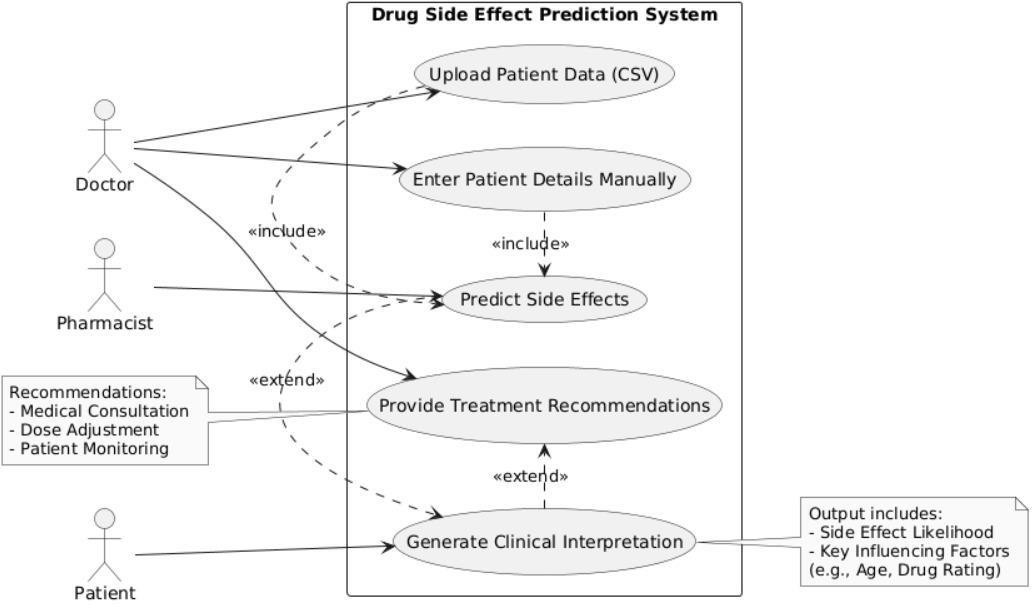 Drug Side Effect Prediction System
Upload Patient Data (CSV)
Doctor
Enter Patient Details Manually
«include»
«include»
Pharmacist
Predict Side Effects
«extend»
Recommendations:
- Medical Consultation
- Dose Adjustment
- Patient Monitoring
Provide Treatment Recommendations
«extend»
Patient
Generate Clinical Interpretation
Output includes:
- Side Effect Likelihood
- Key Influencing Factors
(e.g., Age, Drug Rating)